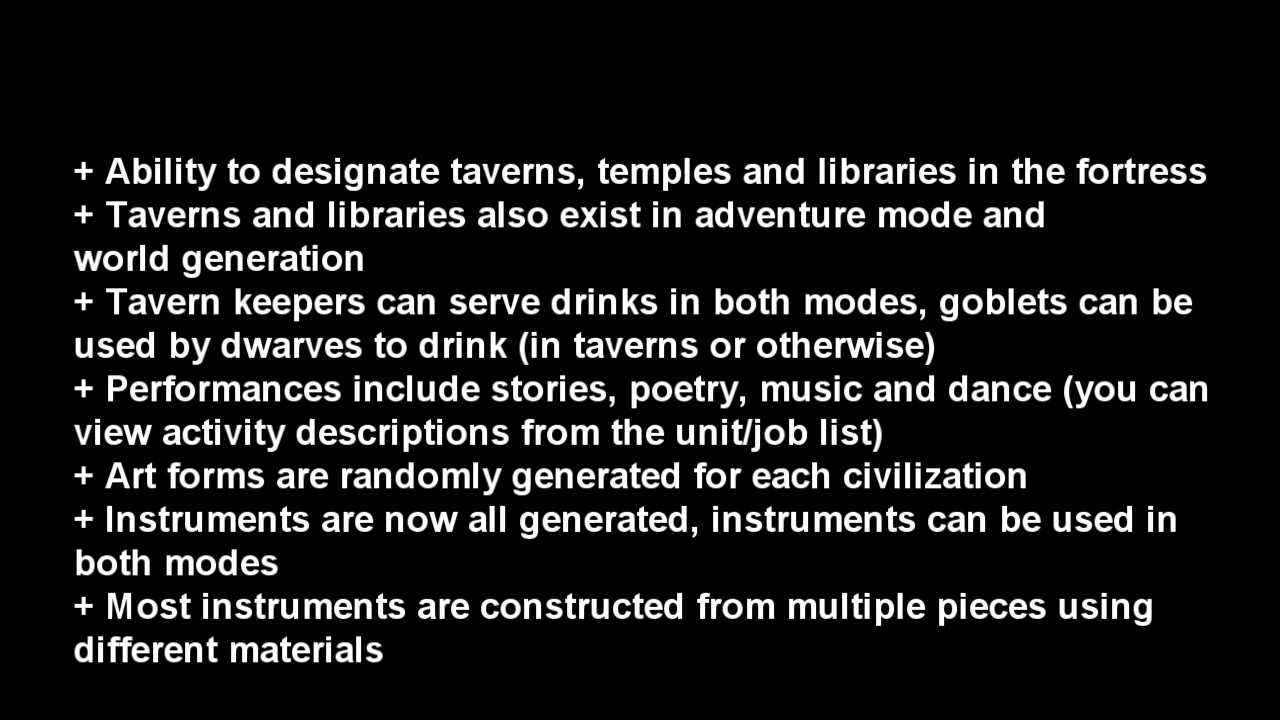 + Ability to designate taverns, temples and libraries in the fortress
+ Taverns and libraries also exist in adventure mode and
world generation
+ Tavern keepers can serve drinks in both modes, goblets can be
used by dwarves to drink (in taverns or otherwise)
+ Performances include stories, poetry, music and dance (you can
view activity descriptions from the unit/job list)
+ Art forms are randomly generated for each civilization
+ Instruments are now all generated, instruments can be used in
both modes
+ Most instruments are constructed from multiple pieces using
different materials